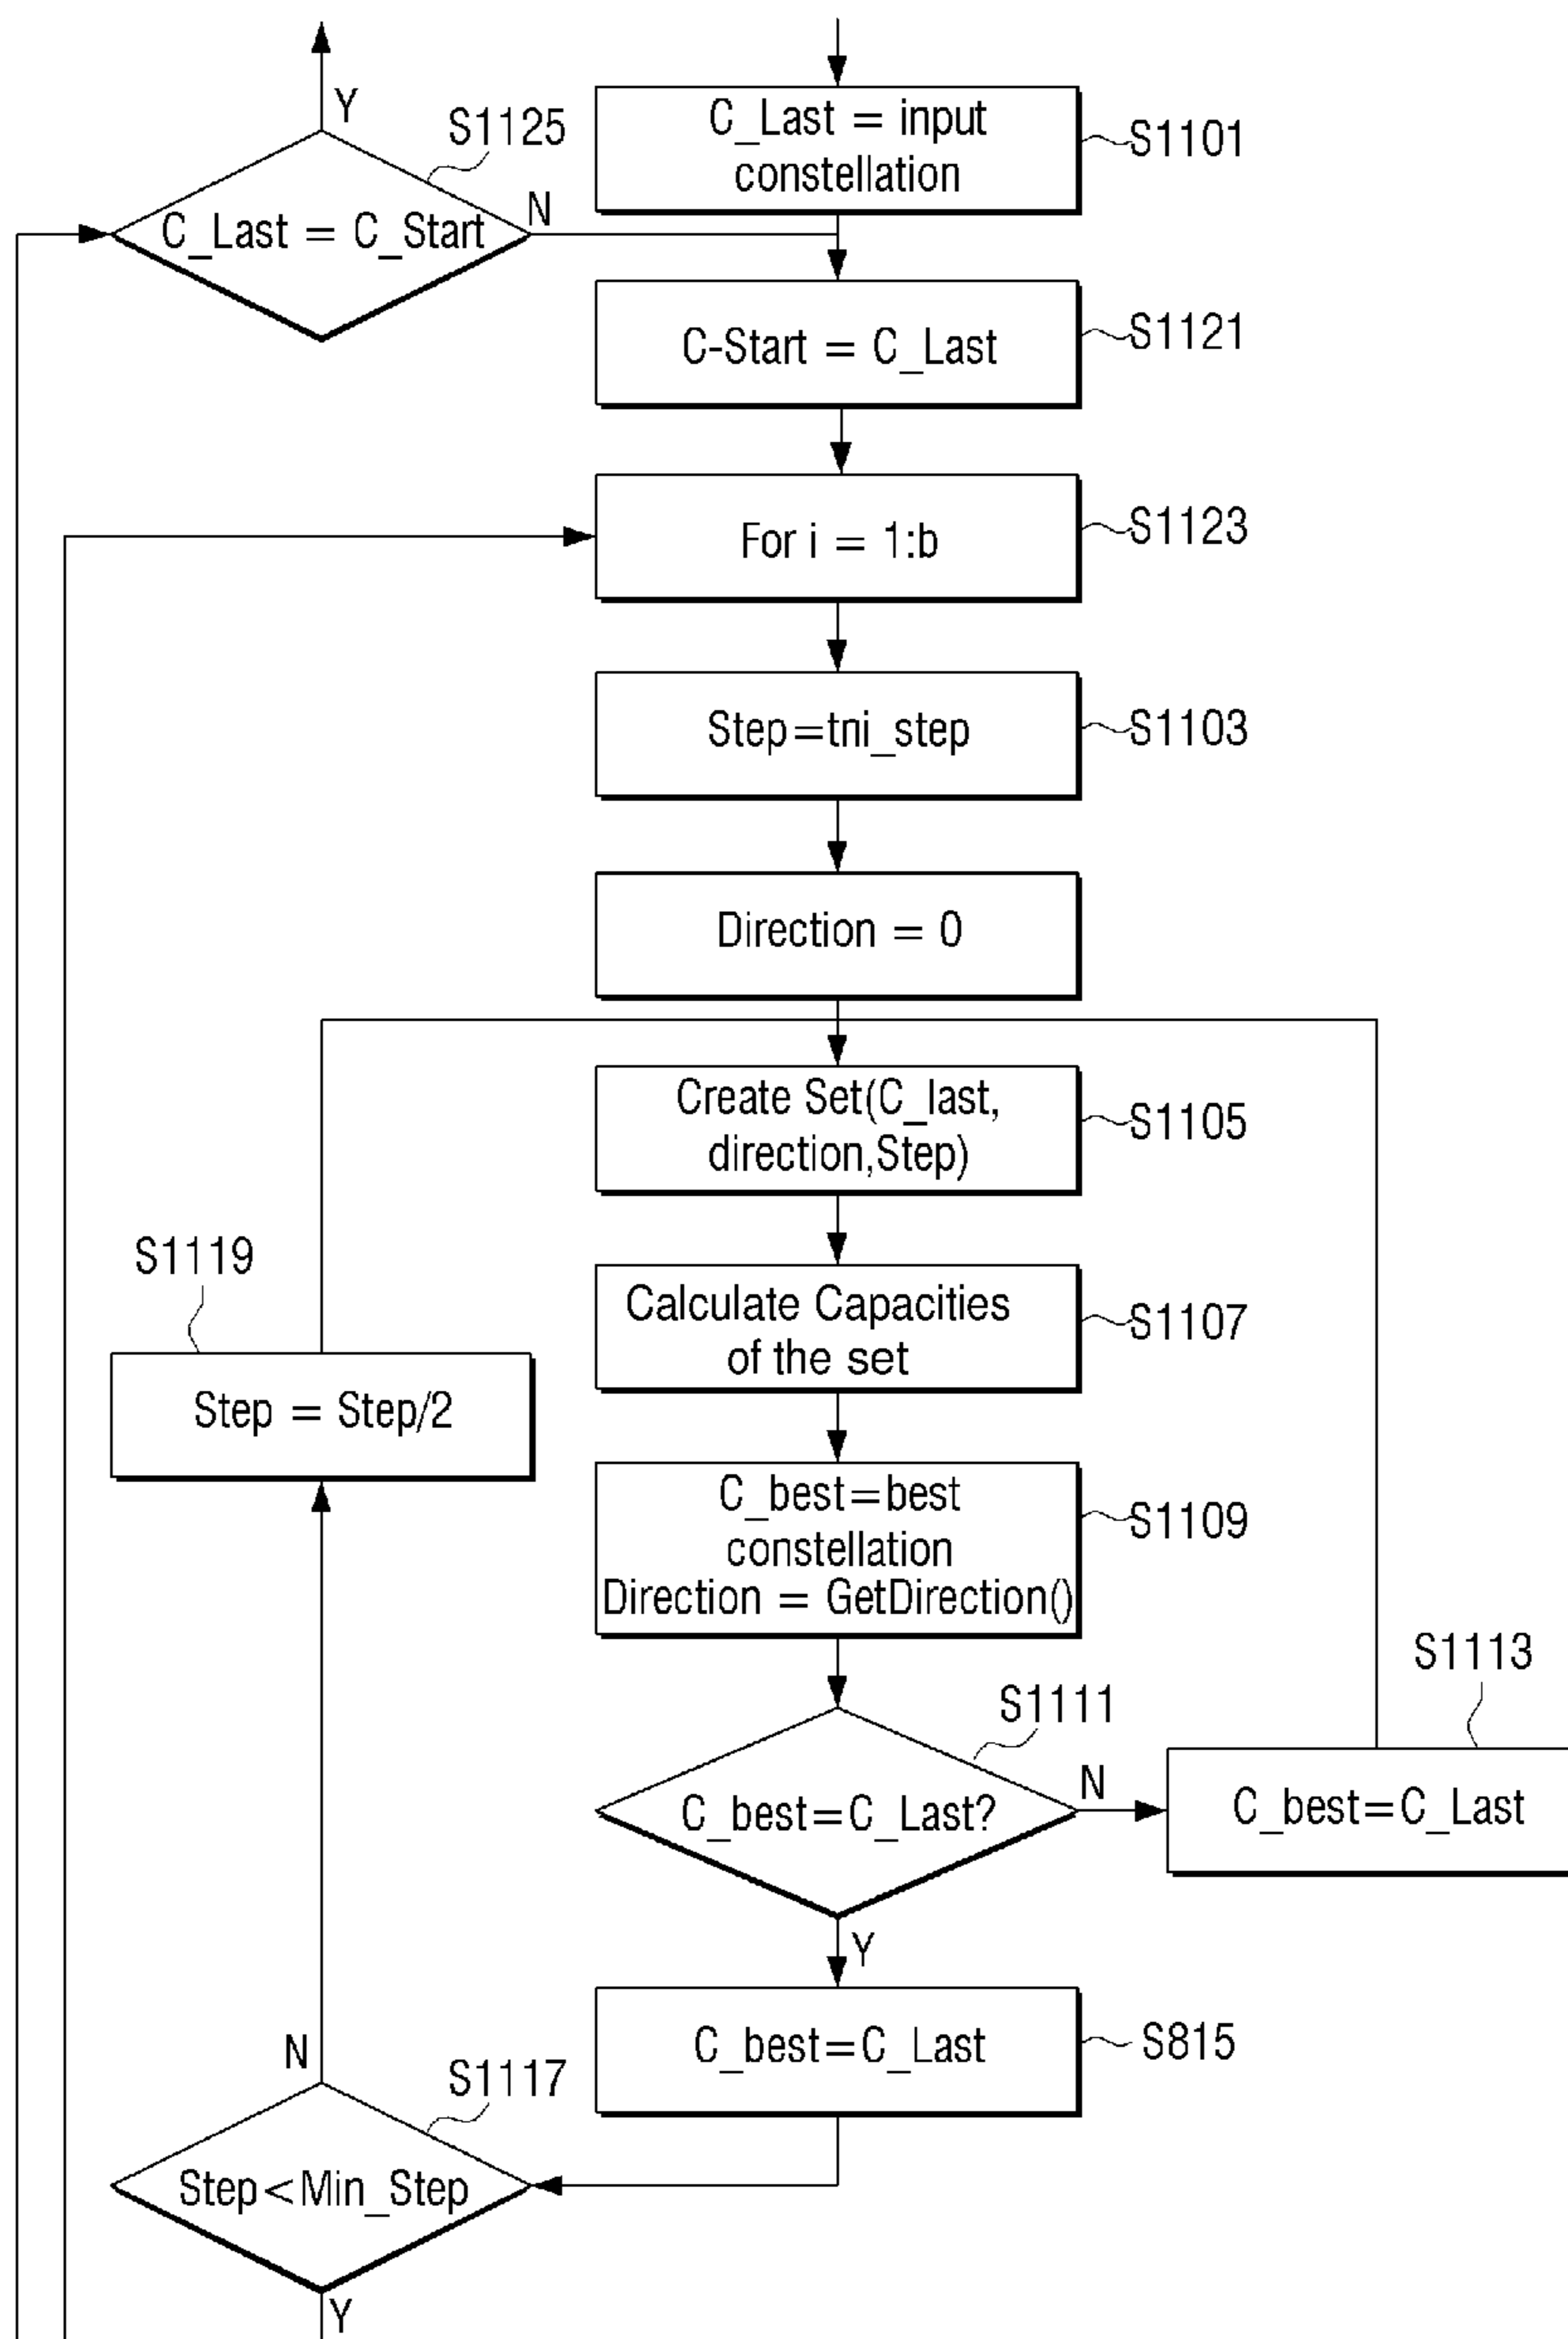 Y
S1125
C_Last = C_Start
N
C_Last = input
constellation
S1101
C-Start = C_Last
S1121
For i = 1:b
S1123
Step=tni_step
S1103
Direction = 0
Create Set(C_last,
direction,Step)
S1105
Calculate Capacities
of the set
S1107
S1119
Step = Step/2
C_best=best
constellation
Direction = GetDirection()
S1109
S1111
C_best=C_Last?
N
S1113
C_best=C_Last
Y
C_best=C_Last
S815
N
S1117
Step<Min_Step
Y